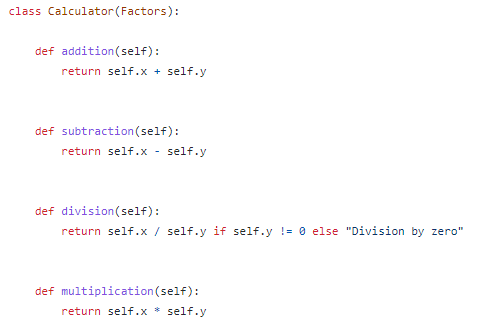 class Calculator(Factors):
    def addition(self):
        return self.x + self.y
    def subtraction(self):
        return self.x - self.y
    def division(self):
        return self.x / self.y if self.y != 0 else "Division by zero"
    def multiplication(self):
        return self.x * self.y